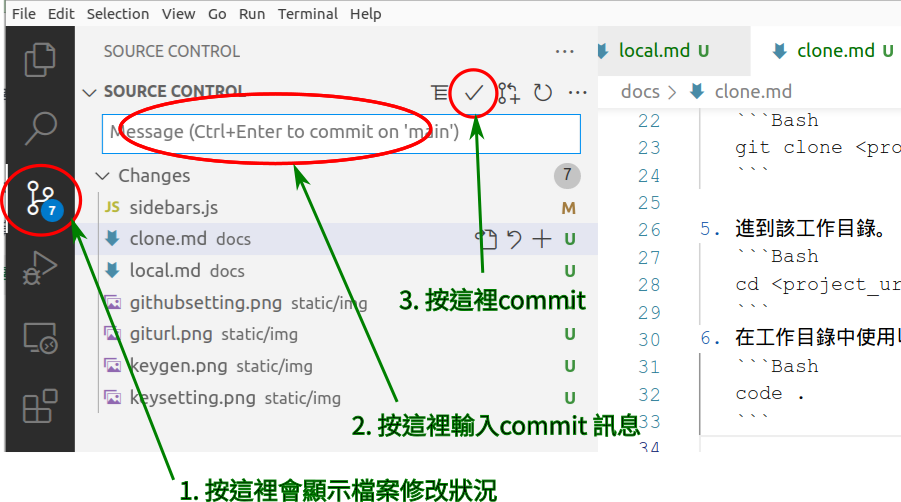 File Edit Selection View Go Run Terminal Help
SOURCE CONTROL
SOURCE CONTROL
Message (Ctrl+Enter to commit on 'main')
Changes 7
JS sidebars.js M
clone.md docs U
local.md docs U
githubsetting.png static/img U
giturl.png static/img U
keygen.png static/img U
keysetting.png static/img U
7
1. 按這裡會顯示檔案修改狀況
2. 按這裡輸入commit 訊息
3. 按這裡commit
local.md U
clone.md U
docs > clone.md
22 ```Bash
23 git clone <pro
24 ```
25
26 5. 進到該工作目錄。
27 ```Bash
28 cd <project_ur
29 ```
30 6. 在工作目錄中使用以
31 ```Bash
32 code .
33 ```
34